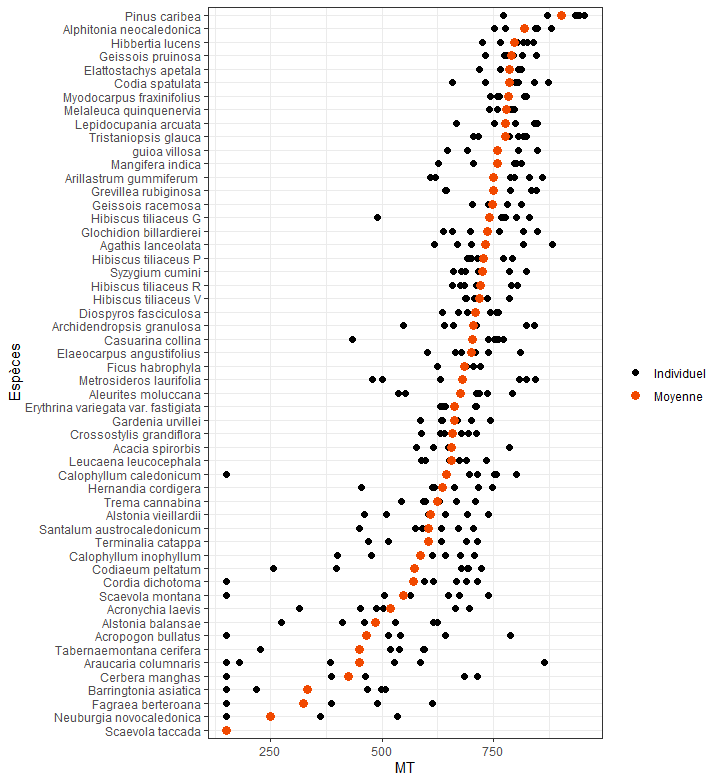 Pinus caribea
Alphitonia neocaledonica
Hibbertia lucens
Geissois pruinosa
Elattostachys apetala
Codia spatulata
Myodocarpus fraxinifolius
Melaleuca quinquenervia
Lepidocupania arcuata
Tristaniopsis glauca
guioa villosa
Mangifera indica
Arillastrum gummiferum
Grevillea rubiginosa
Geissois racemosa
Hibiscus tiliaceus G
Glochidion billardierei
Agathis lanceolata
Hibiscus tiliaceus P
Syzygium cumini
Hibiscus tiliaceus R
Hibiscus tiliaceus V
Diospyros fasciculosa
Archidendropsis granulosa
Casuarina collina
Elaeocarpus angustifolius
Ficus habrophyla
Metrosideros laurifolia
Aleurites moluccana
Erythrina variegata var. fastigiata
Gardenia urvillei
Crossostylis grandiflora
Acacia spirorbis
Leucaena leucocephala
Calophyllum caledonicum
Hernandia cordigera
Trema cannabina
Alstonia vieillardii
Santalum austrocaledonicum
Terminalia catappa
Calophyllum inophyllum
Codiaeum peltatum
Cordia dichotoma
Scaevola montana
Acronychia laevis
Alstonia balansae
Acropogon bullatus
Tabernaemontana cerifera
Araucaria columnaris
Cerbera manghas
Barringtonia asiatica
Fagraea berteroana
Neuburgia novocaledonica
Scaevola taccada
250 500 750
MT
Espèces
Individuel
Moyenne